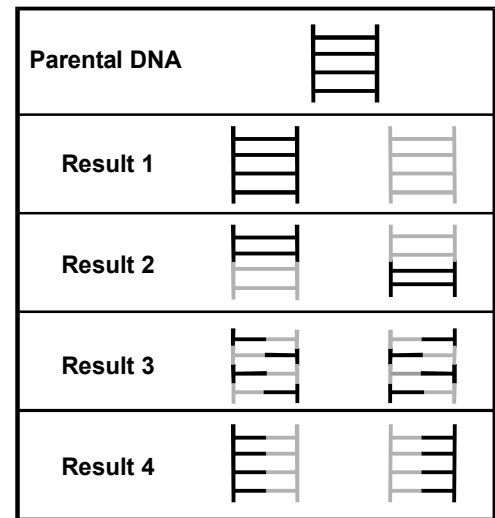 Parental DNA
Result 1
Result 2
Result 3
Result 4